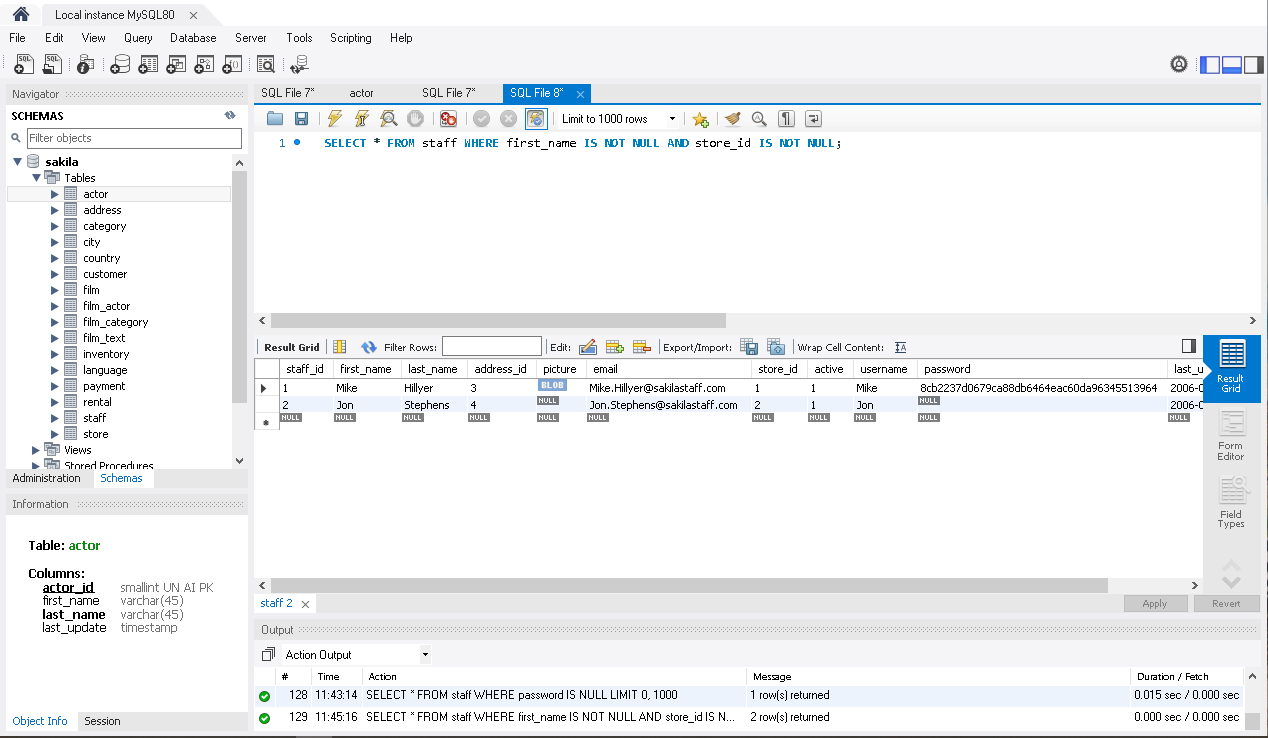 Local instance MySQL80
File Edit View Query Database Server Tools Scripting Help
Navigator
SCHEMAS
Filter objects
sakila
Tables
actor
address
category
city
country
customer
film
film_actor
film_category
film_text
inventory
language
payment
rental
staff
store
Views
Stored Procedures
Administration Schemas
Information
Table: actor
Columns:
actor_id smallint UN AI PK
first_name varchar(45)
last_name varchar(45)
last_update timestamp
Object Info Session
SQL File 7* actor SQL File 7* SQL File 8*
Limit to 1000 rows
1 SELECT * FROM staff WHERE first_name IS NOT NULL AND store_id IS NOT NULL;
Result Grid Filter Rows: Edit: Export/Import: Wrap Cell Content:
staff_id first_name last_name address_id picture email store_id active username password last_u
1 Mike Hillyer 3 BLOB Mike.Hillyer@sakilastaff.com 1 1 Mike 8cb2237d0679ca88db6464eac60da96345513964 2006-0
2 Jon Stephens 4 NULL Jon.Stephens@sakilastaff.com 2 1 Jon NULL 2006-0
NULL NULL NULL NULL NULL NULL NULL NULL NULL NULL NULL
Result
Grid
Form
Editor
Field
Types
staff 2 Apply Revert
Output
Action Output
# Time Action Message Duration / Fetch
128 11:43:14 SELECT * FROM staff WHERE password IS NULL LIMIT 0, 1000 1 row(s) returned 0.015 sec / 0.000 sec
129 11:45:16 SELECT * FROM staff WHERE first_name IS NOT NULL AND store_id IS N... 2 row(s) returned 0.000 sec / 0.000 sec